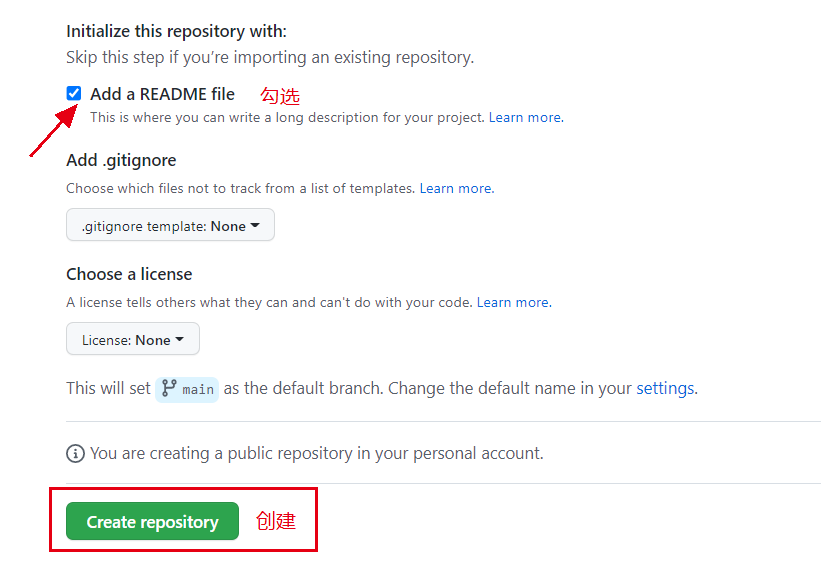 Initialize this repository with:
Skip this step if you’re importing an existing repository.
Add a README file 勾选
This is where you can write a long description for your project. Learn more.
Add .gitignore
Choose which files not to track from a list of templates. Learn more.
.gitignore template: None
Choose a license
A license tells others what they can and can't do with your code. Learn more.
License: None
This will set main as the default branch. Change the default name in your settings.
You are creating a public repository in your personal account.
Create repository 创建